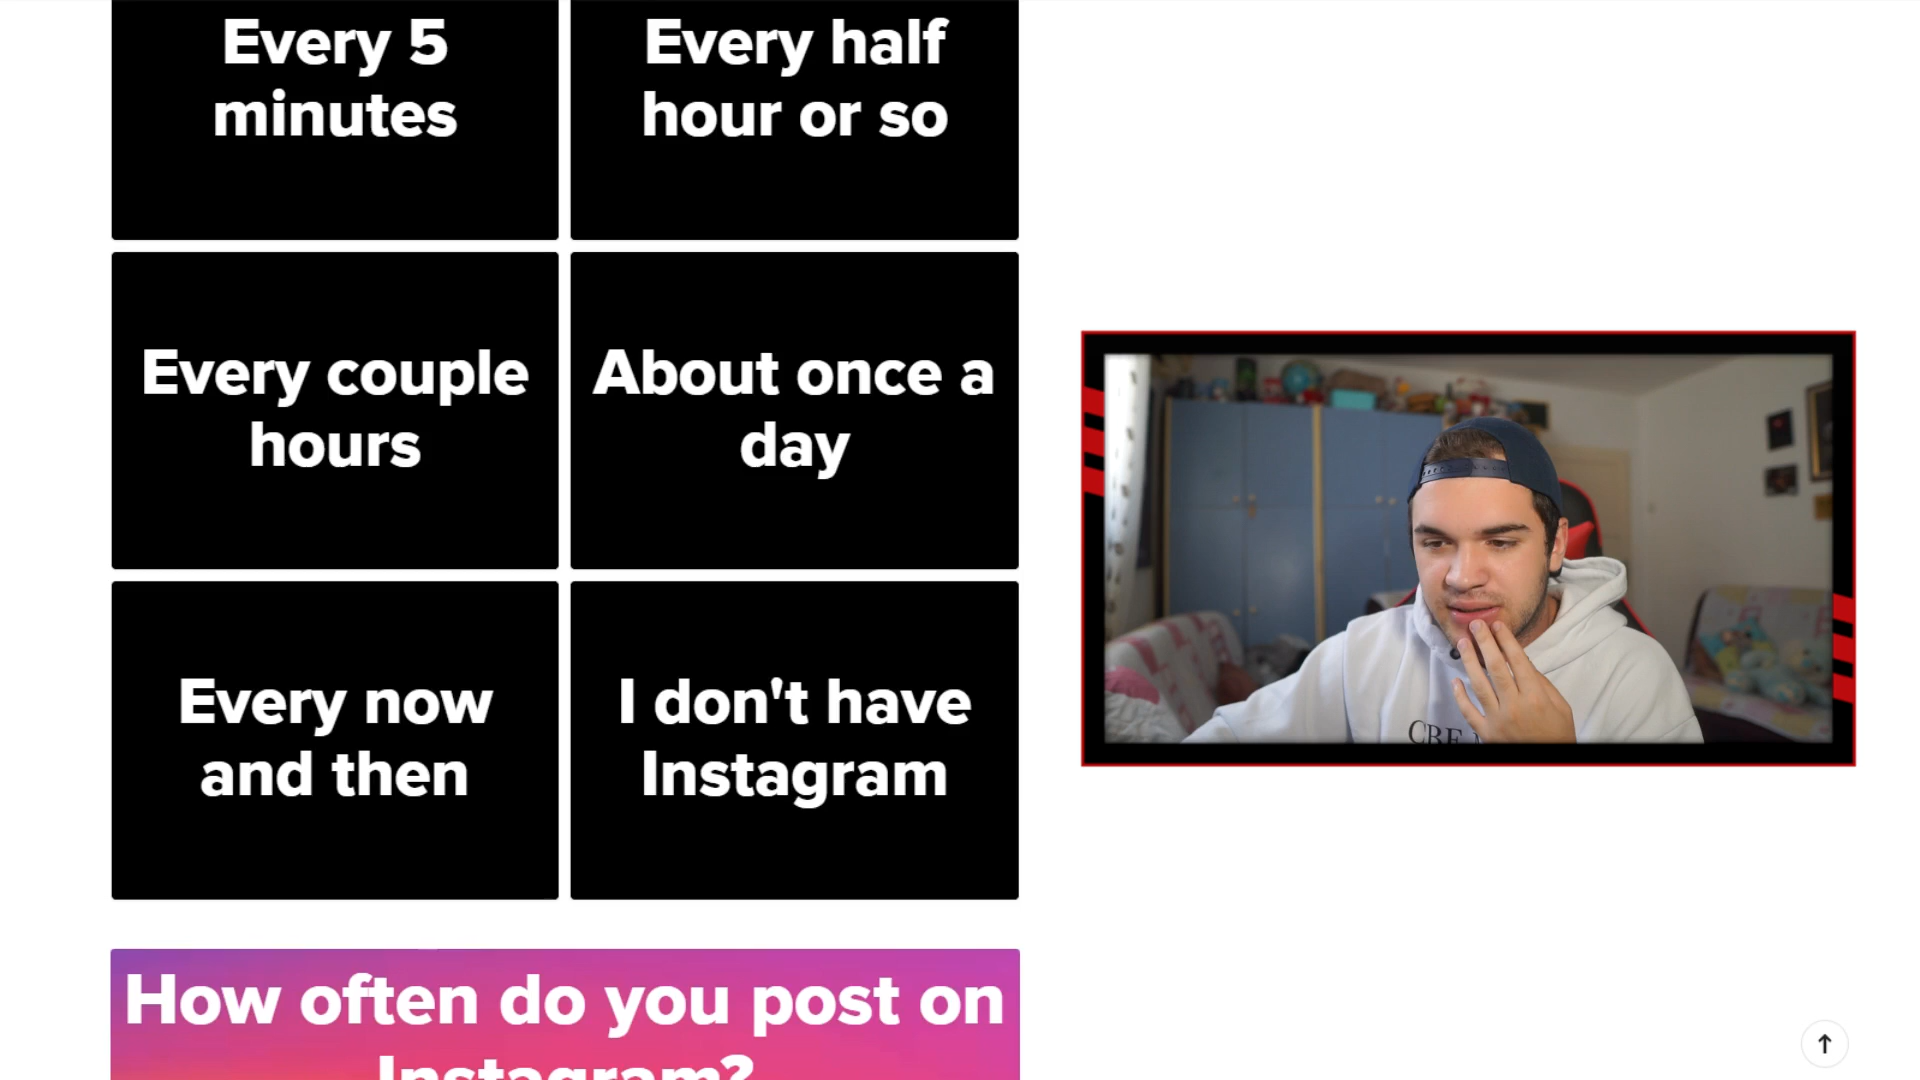 Every 5
minutes
Every half
hour or so
Every couple
hours
About once a
day
Every now
and then
I don't have
Instagram
How often do you post on
Instagram?